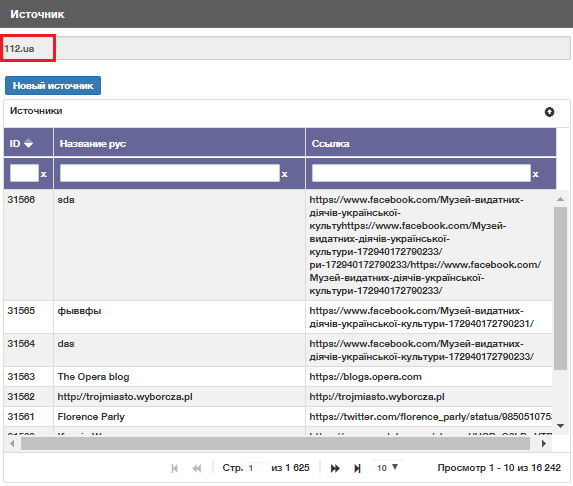 Источник
112.ua
Новый источник
Источники
ID Название рус Ссылка
x x x
31566 sda https://www.facebook.com/Музей-видатних-
діячів-української-
культуhttps://www.facebook.com/Музей-
видатних-діячів-української-
культури-172940172790233/
ри-172940172790233/https://www.facebook.com/
Музей-видатних-діячів-української-
культури-172940172790233/
31565 фыввфы https://www.facebook.com/Музей-видатних-
діячів-української-культури-172940172790231/
31564 das https://www.facebook.com/Музей-видатних-
діячів-української-культури-172940172790233/
31563 The Opera blog https://blogs.opera.com
31562 http://trojmiasto.wyborcza.pl http://trojmiasto.wyborcza.pl
31561 Florence Parly https://twitter.com/florence_parly/status/985051075
Стр. 1 из 1 625 10 Просмотр 1 - 10 из 16 242